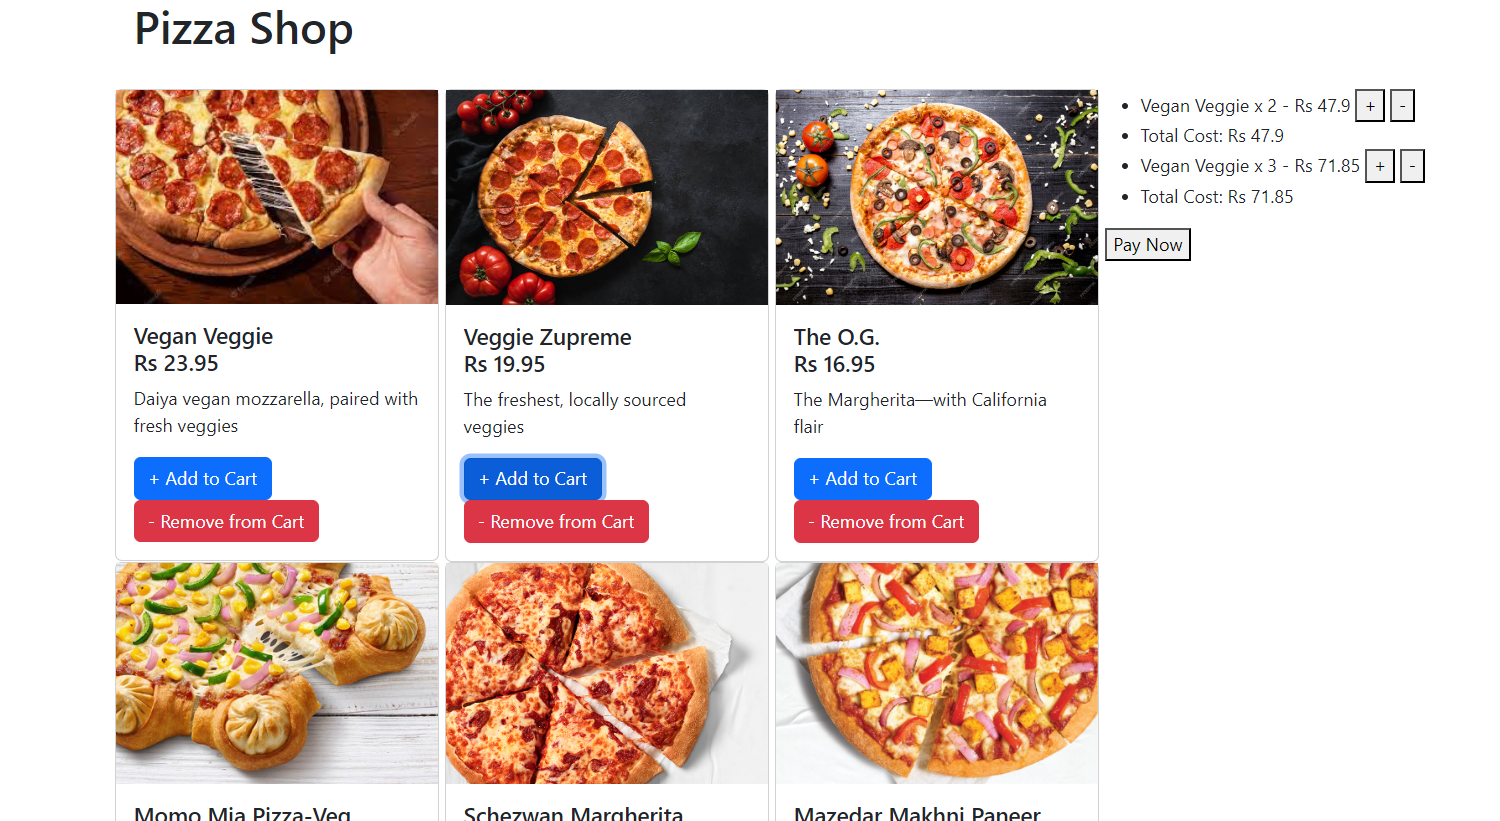 Pizza Shop
Vegan Veggie
Rs 23.95
Daiya vegan mozzarella, paired with
fresh veggies
+ Add to Cart
- Remove from Cart
Veggie Zupreme
Rs 19.95
The freshest, locally sourced
veggies
+ Add to Cart
- Remove from Cart
The O.G.
Rs 16.95
The Margherita—with California
flair
+ Add to Cart
- Remove from Cart
Momo Mia Pizza-Veg
Schezwan Margherita
Mazedar Makhni Paneer
Vegan Veggie x 2 - Rs 47.9 + -
Total Cost: Rs 47.9
Vegan Veggie x 3 - Rs 71.85 + -
Total Cost: Rs 71.85
Pay Now